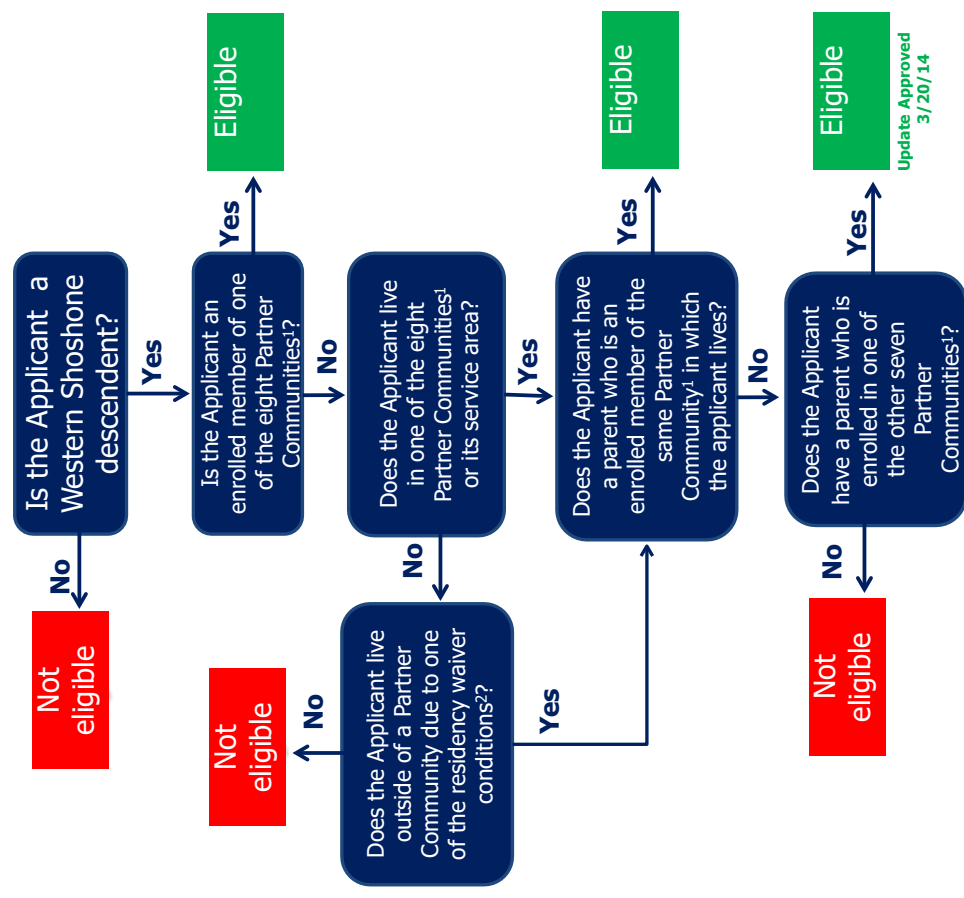 Not
eligible
No
Is the Applicant a
Western Shoshone
descendent?
Yes
Not
eligible
No
Is the Applicant an
enrolled member of one
of the eight Partner
Communities¹?
Yes
Eligible
No
Does the Applicant live
outside of a Partner
Community due to one
of the residency waiver
conditions²?
No
Does the Applicant live
in one of the eight
Partner Communities¹
or its service area?
Yes
Yes
Does the Applicant have
a parent who is an
enrolled member of the
same Partner
Community¹ in which
the applicant lives?
Yes
Eligible
No
Not
eligible
No
Does the Applicant
have a parent who is
enrolled in one of
the other seven
Partner
Communities¹?
Yes
Eligible
Update Approved
3/20/14